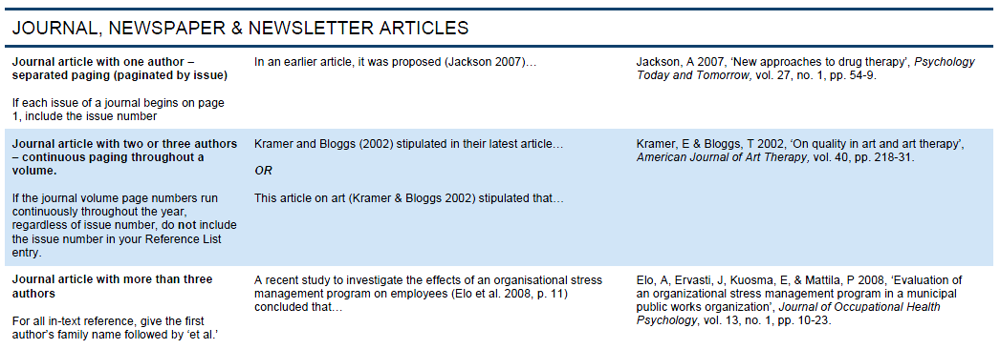 JOURNAL, NEWSPAPER & NEWSLETTER ARTICLES
Journal article with one author –
separated paging (paginated by issue)
If each issue of a journal begins on page
1, include the issue number
In an earlier article, it was proposed (Jackson 2007)…
Jackson, A 2007, ‘New approaches to drug therapy’, Psychology
Today and Tomorrow, vol. 27, no. 1, pp. 54-9.
Journal article with two or three authors
– continuous paging throughout a
volume.
If the journal volume page numbers run
continuously throughout the year,
regardless of issue number, do not include
the issue number in your Reference List
entry.
Kramer and Bloggs (2002) stipulated in their latest article…
OR
This article on art (Kramer & Bloggs 2002) stipulated that…
Kramer, E & Bloggs, T 2002, ‘On quality in art and art therapy’,
American Journal of Art Therapy, vol. 40, pp. 218-31.
Journal article with more than three
authors
For all in-text reference, give the first
author’s family name followed by ‘et al.’
A recent study to investigate the effects of an organisational stress
management program on employees (Elo et al. 2008, p. 11)
concluded that…
Elo, A, Ervasti, J, Kuosma, E, & Mattila, P 2008, ‘Evaluation of
an organizational stress management program in a municipal
public works organization’, Journal of Occupational Health
Psychology, vol. 13, no. 1, pp. 10-23.